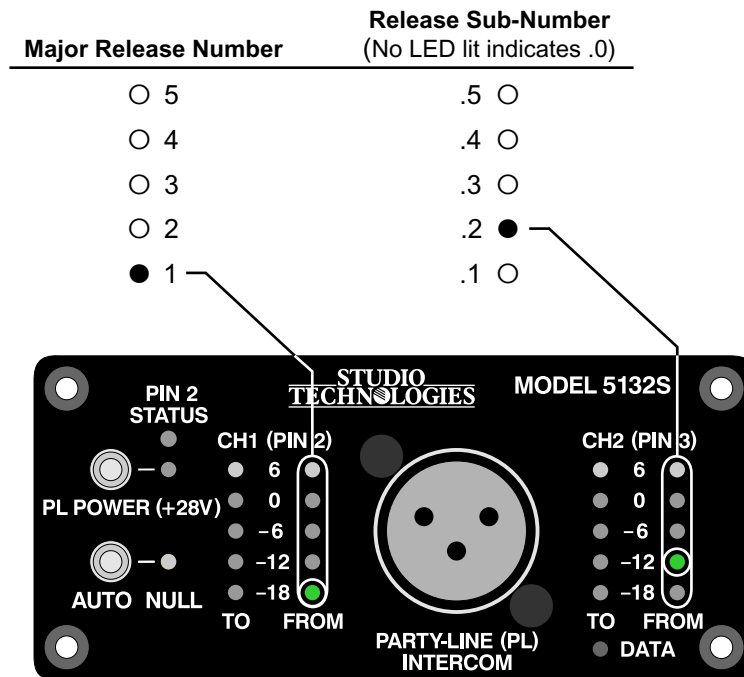 Major Release Number
Release Sub-Number
(No LED lit indicates .0)
5
4
3
2
1
.5
.4
.3
.2
.1
PIN 2
STATUS
PL POWER (+28V)
AUTO NULL
CH1 (PIN 2)
6
0
−6
−12
−18
TO FROM
STUDIO
TECHNOLOGIES
PARTY-LINE (PL)
INTERCOM
MODEL 5132S
CH2 (PIN 3)
6
0
−6
−12
−18
TO FROM
DATA